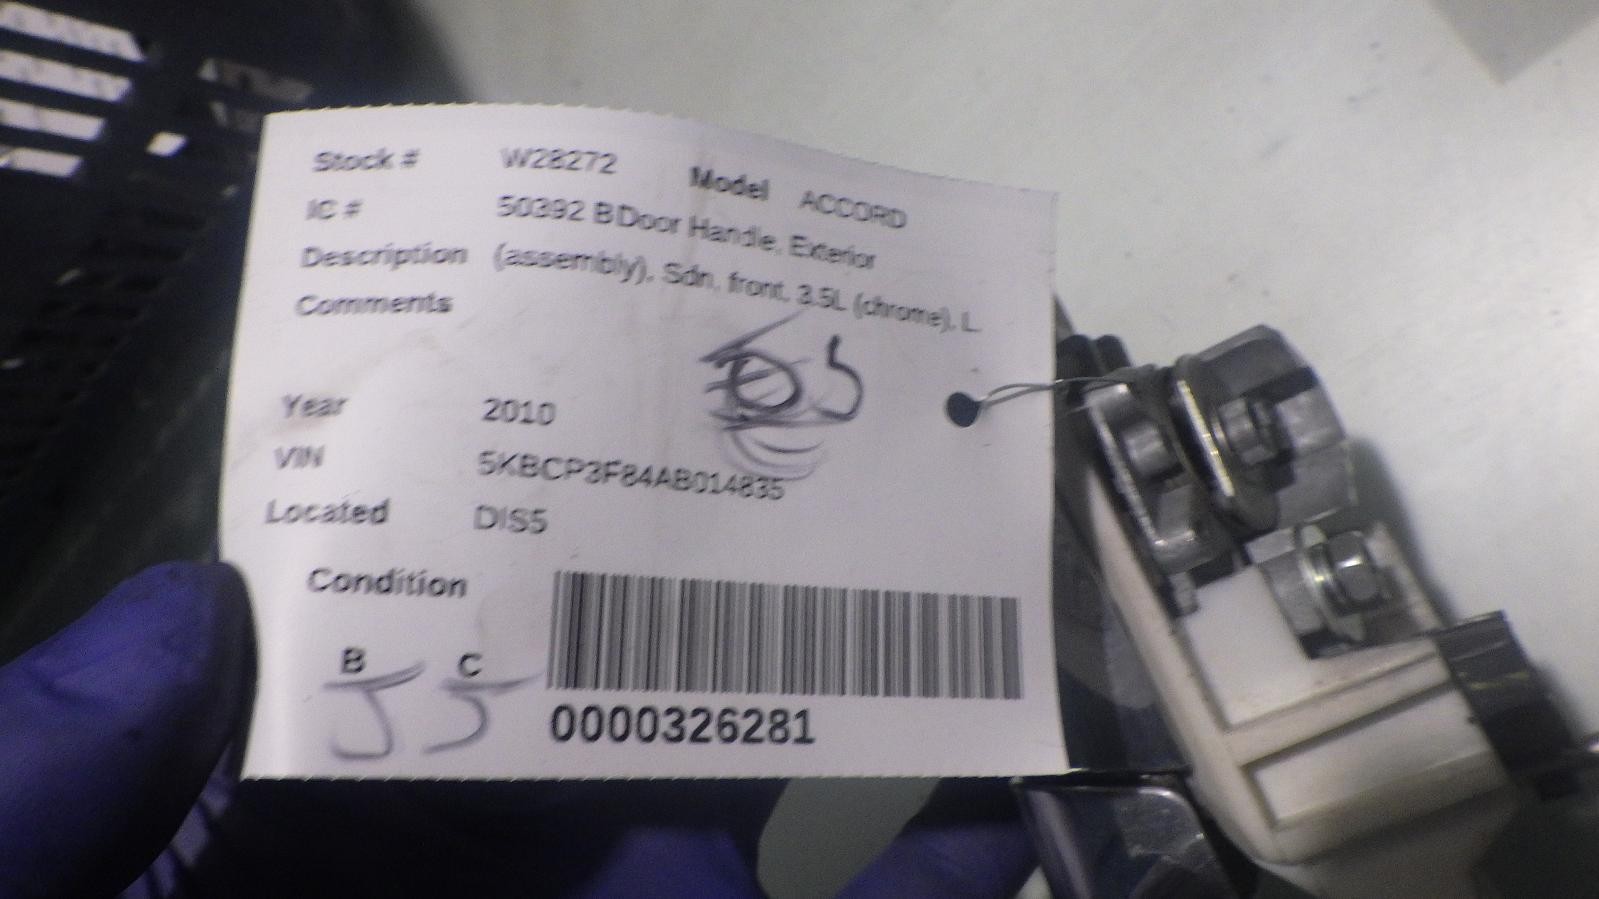 Stock # W28272 Model ACCORD
IC # 50392 B Door Handle, Exterior
Description (assembly), Sdn, front, 3.5L (chrome), L.
Comments
Year 2010
VIN 5KBCP3F84AB014835
Located DIS5
Condition
B C
0000326281